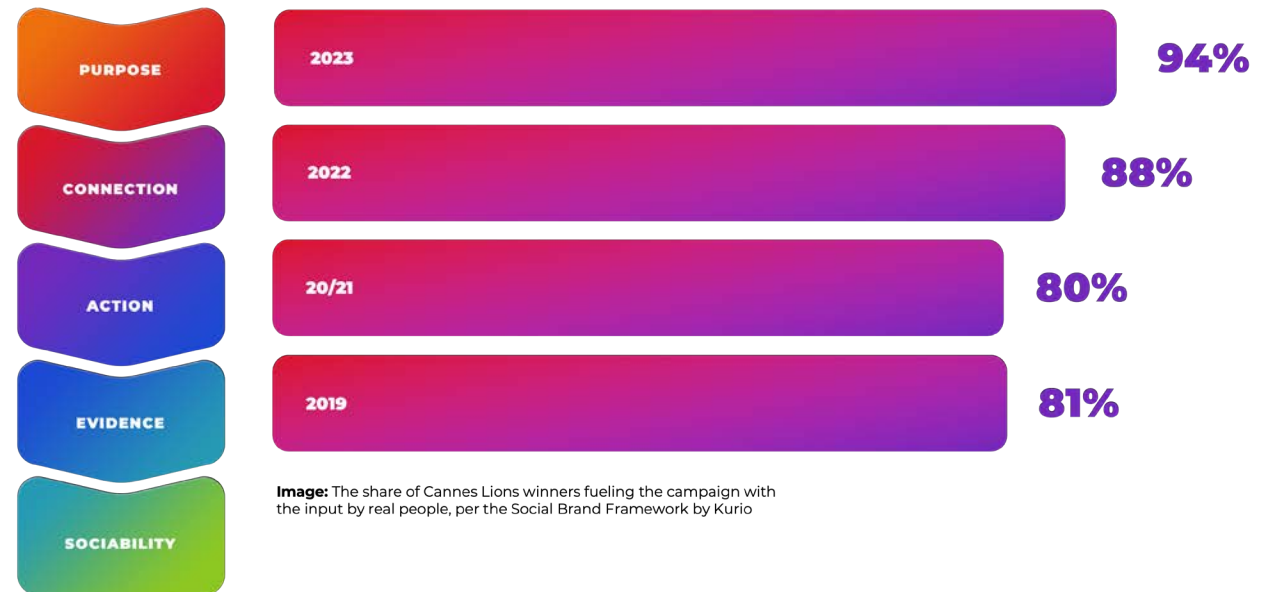 PURPOSE
CONNECTION
ACTION
EVIDENCE
SOCIABILITY
2023
94%
2022
88%
20/21
80%
2019
81%
Image: The share of Cannes Lions winners fueling the campaign with
the input by real people, per the Social Brand Framework by Kurio